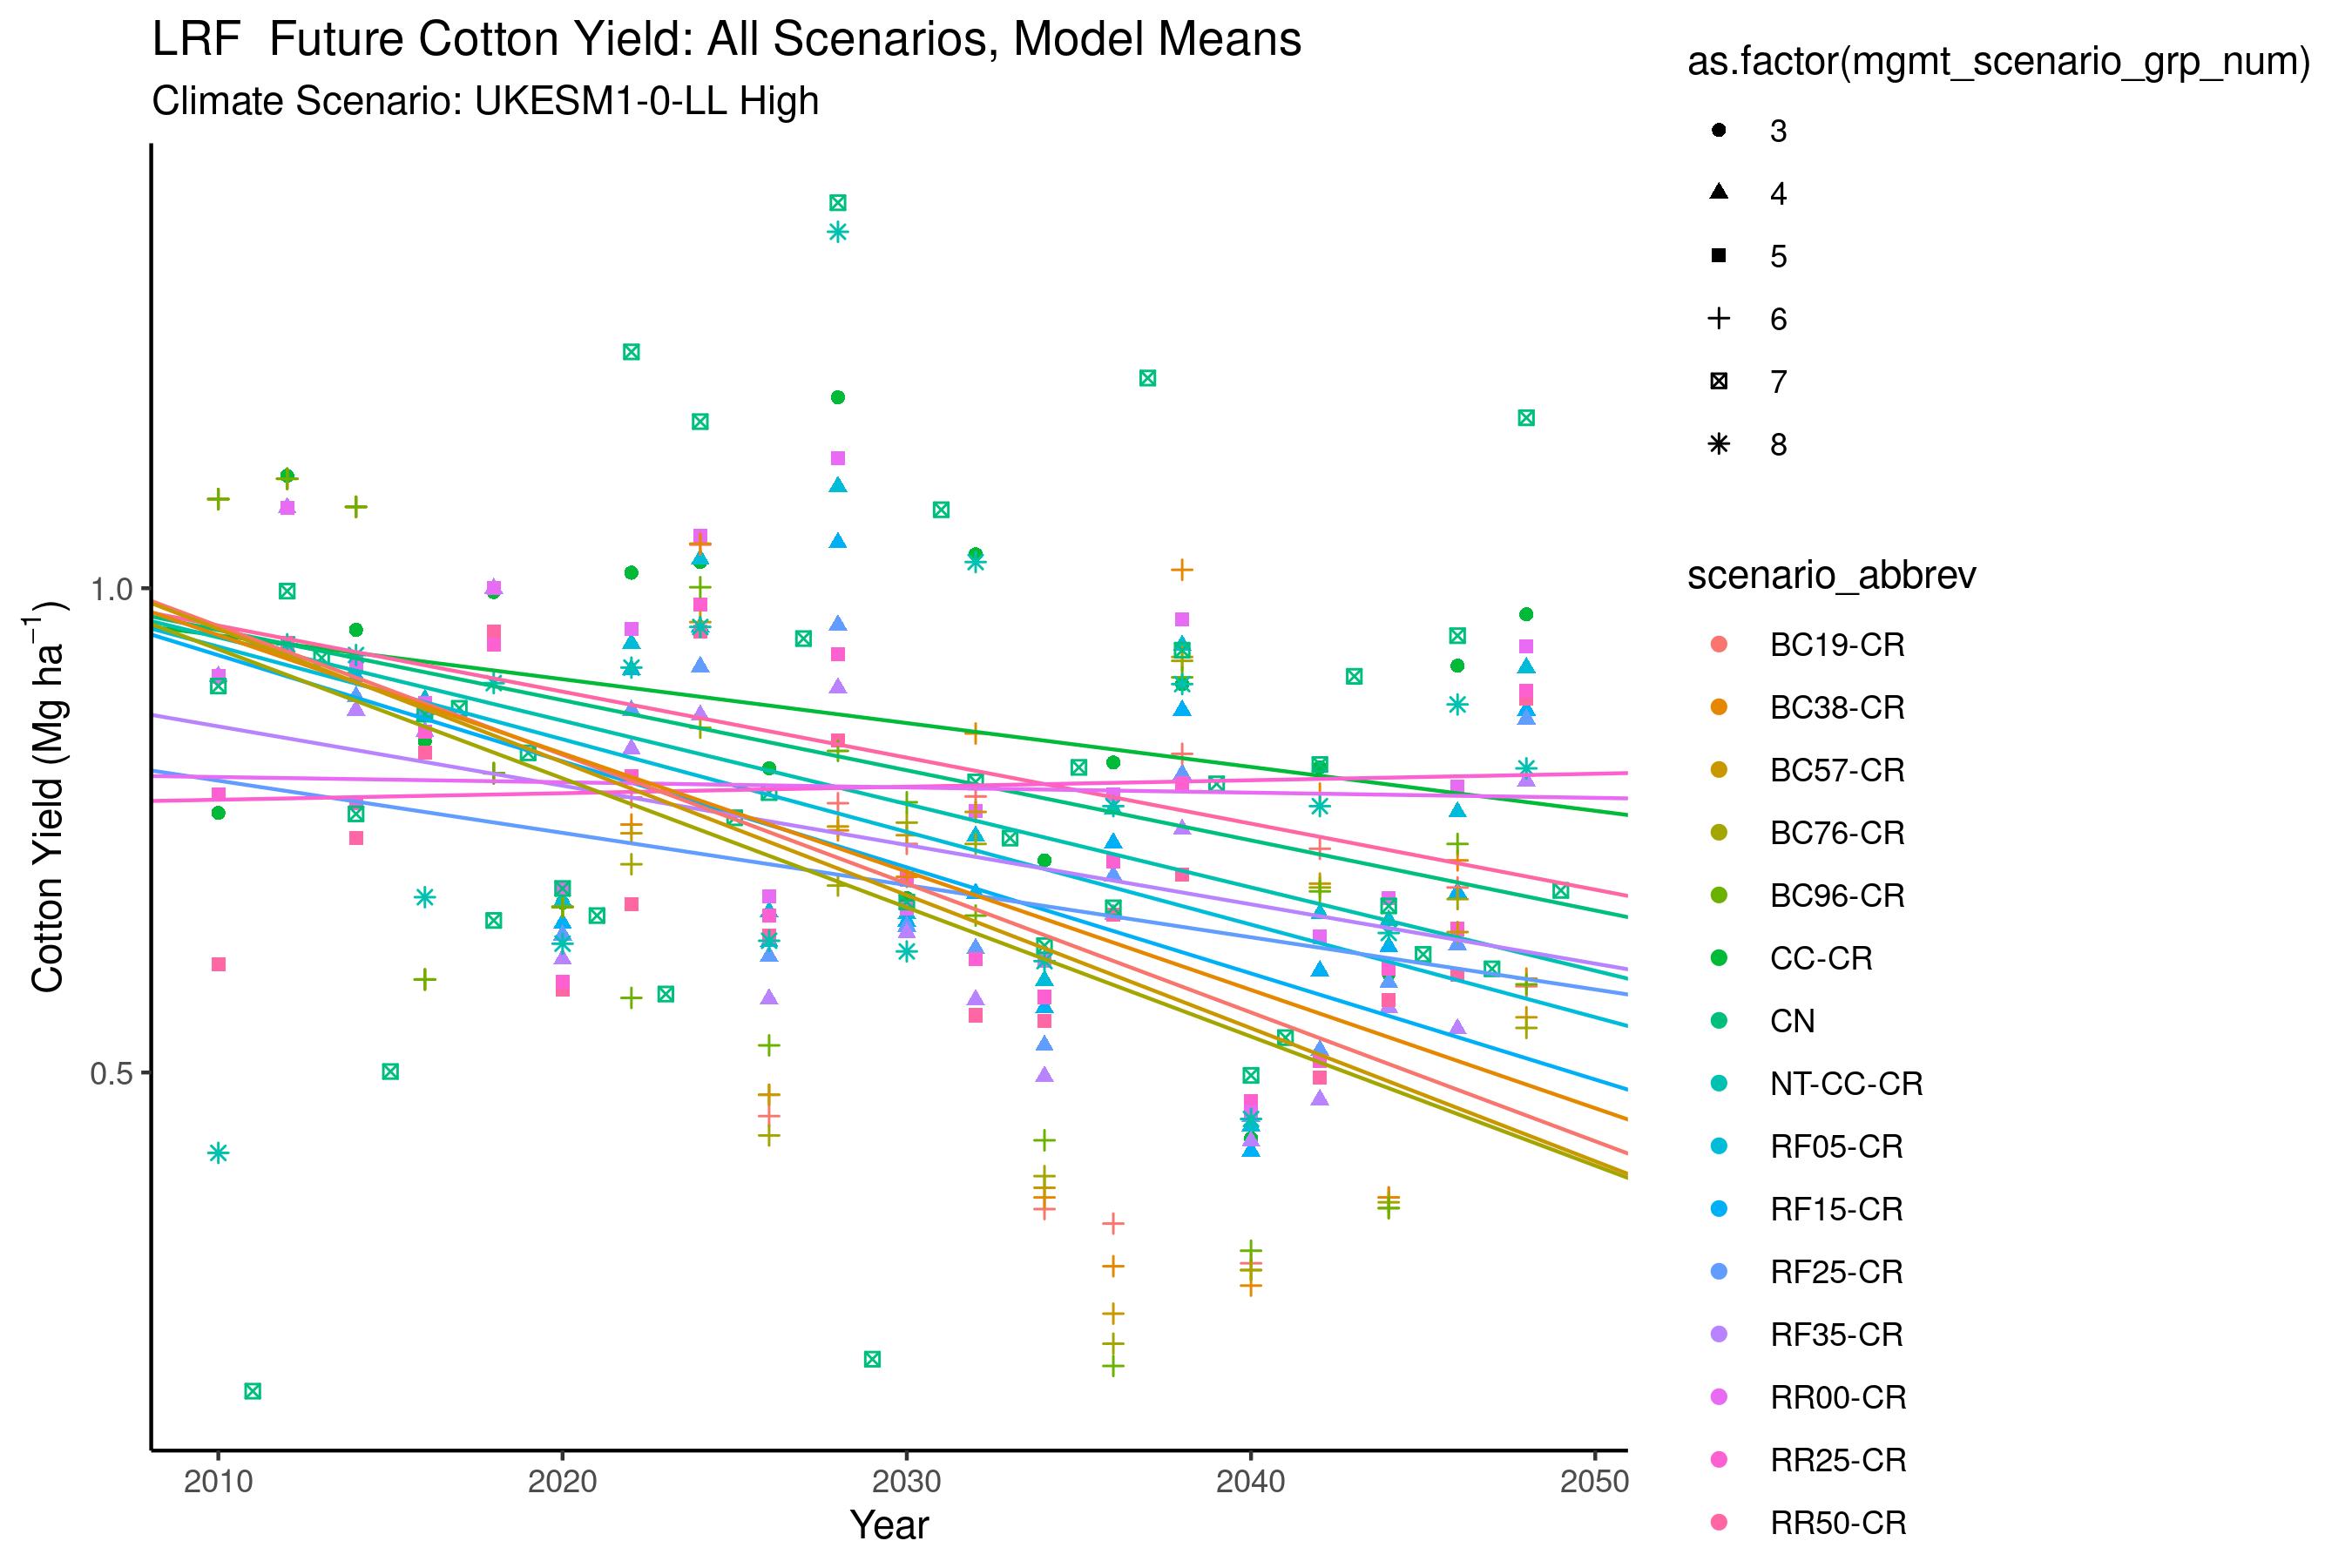 LRF  Future Cotton Yield: All Scenarios, Model Means
Climate Scenario: UKESM1-0-LL High
Cotton Yield (Mg ha⁻¹)
1.0
0.5
2010 2020 2030 2040 2050
Year
as.factor(mgmt_scenario_grp_num)
3
4
5
6
7
8
scenario_abbrev
BC19-CR
BC38-CR
BC57-CR
BC76-CR
BC96-CR
CC-CR
CN
NT-CC-CR
RF05-CR
RF15-CR
RF25-CR
RF35-CR
RR00-CR
RR25-CR
RR50-CR